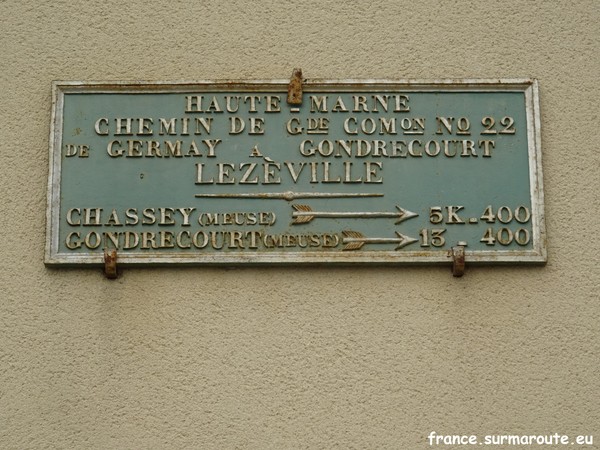 HAUTE-MARNE
CHEMIN DE GDE COMON NO 22
DE GERMAY A GONDRECOURT
LEZÈVILLE
CHASSEY (MEUSE) 5K.400
GONDRECOURT (MEUSE) 13.400
france.surmaroute.eu